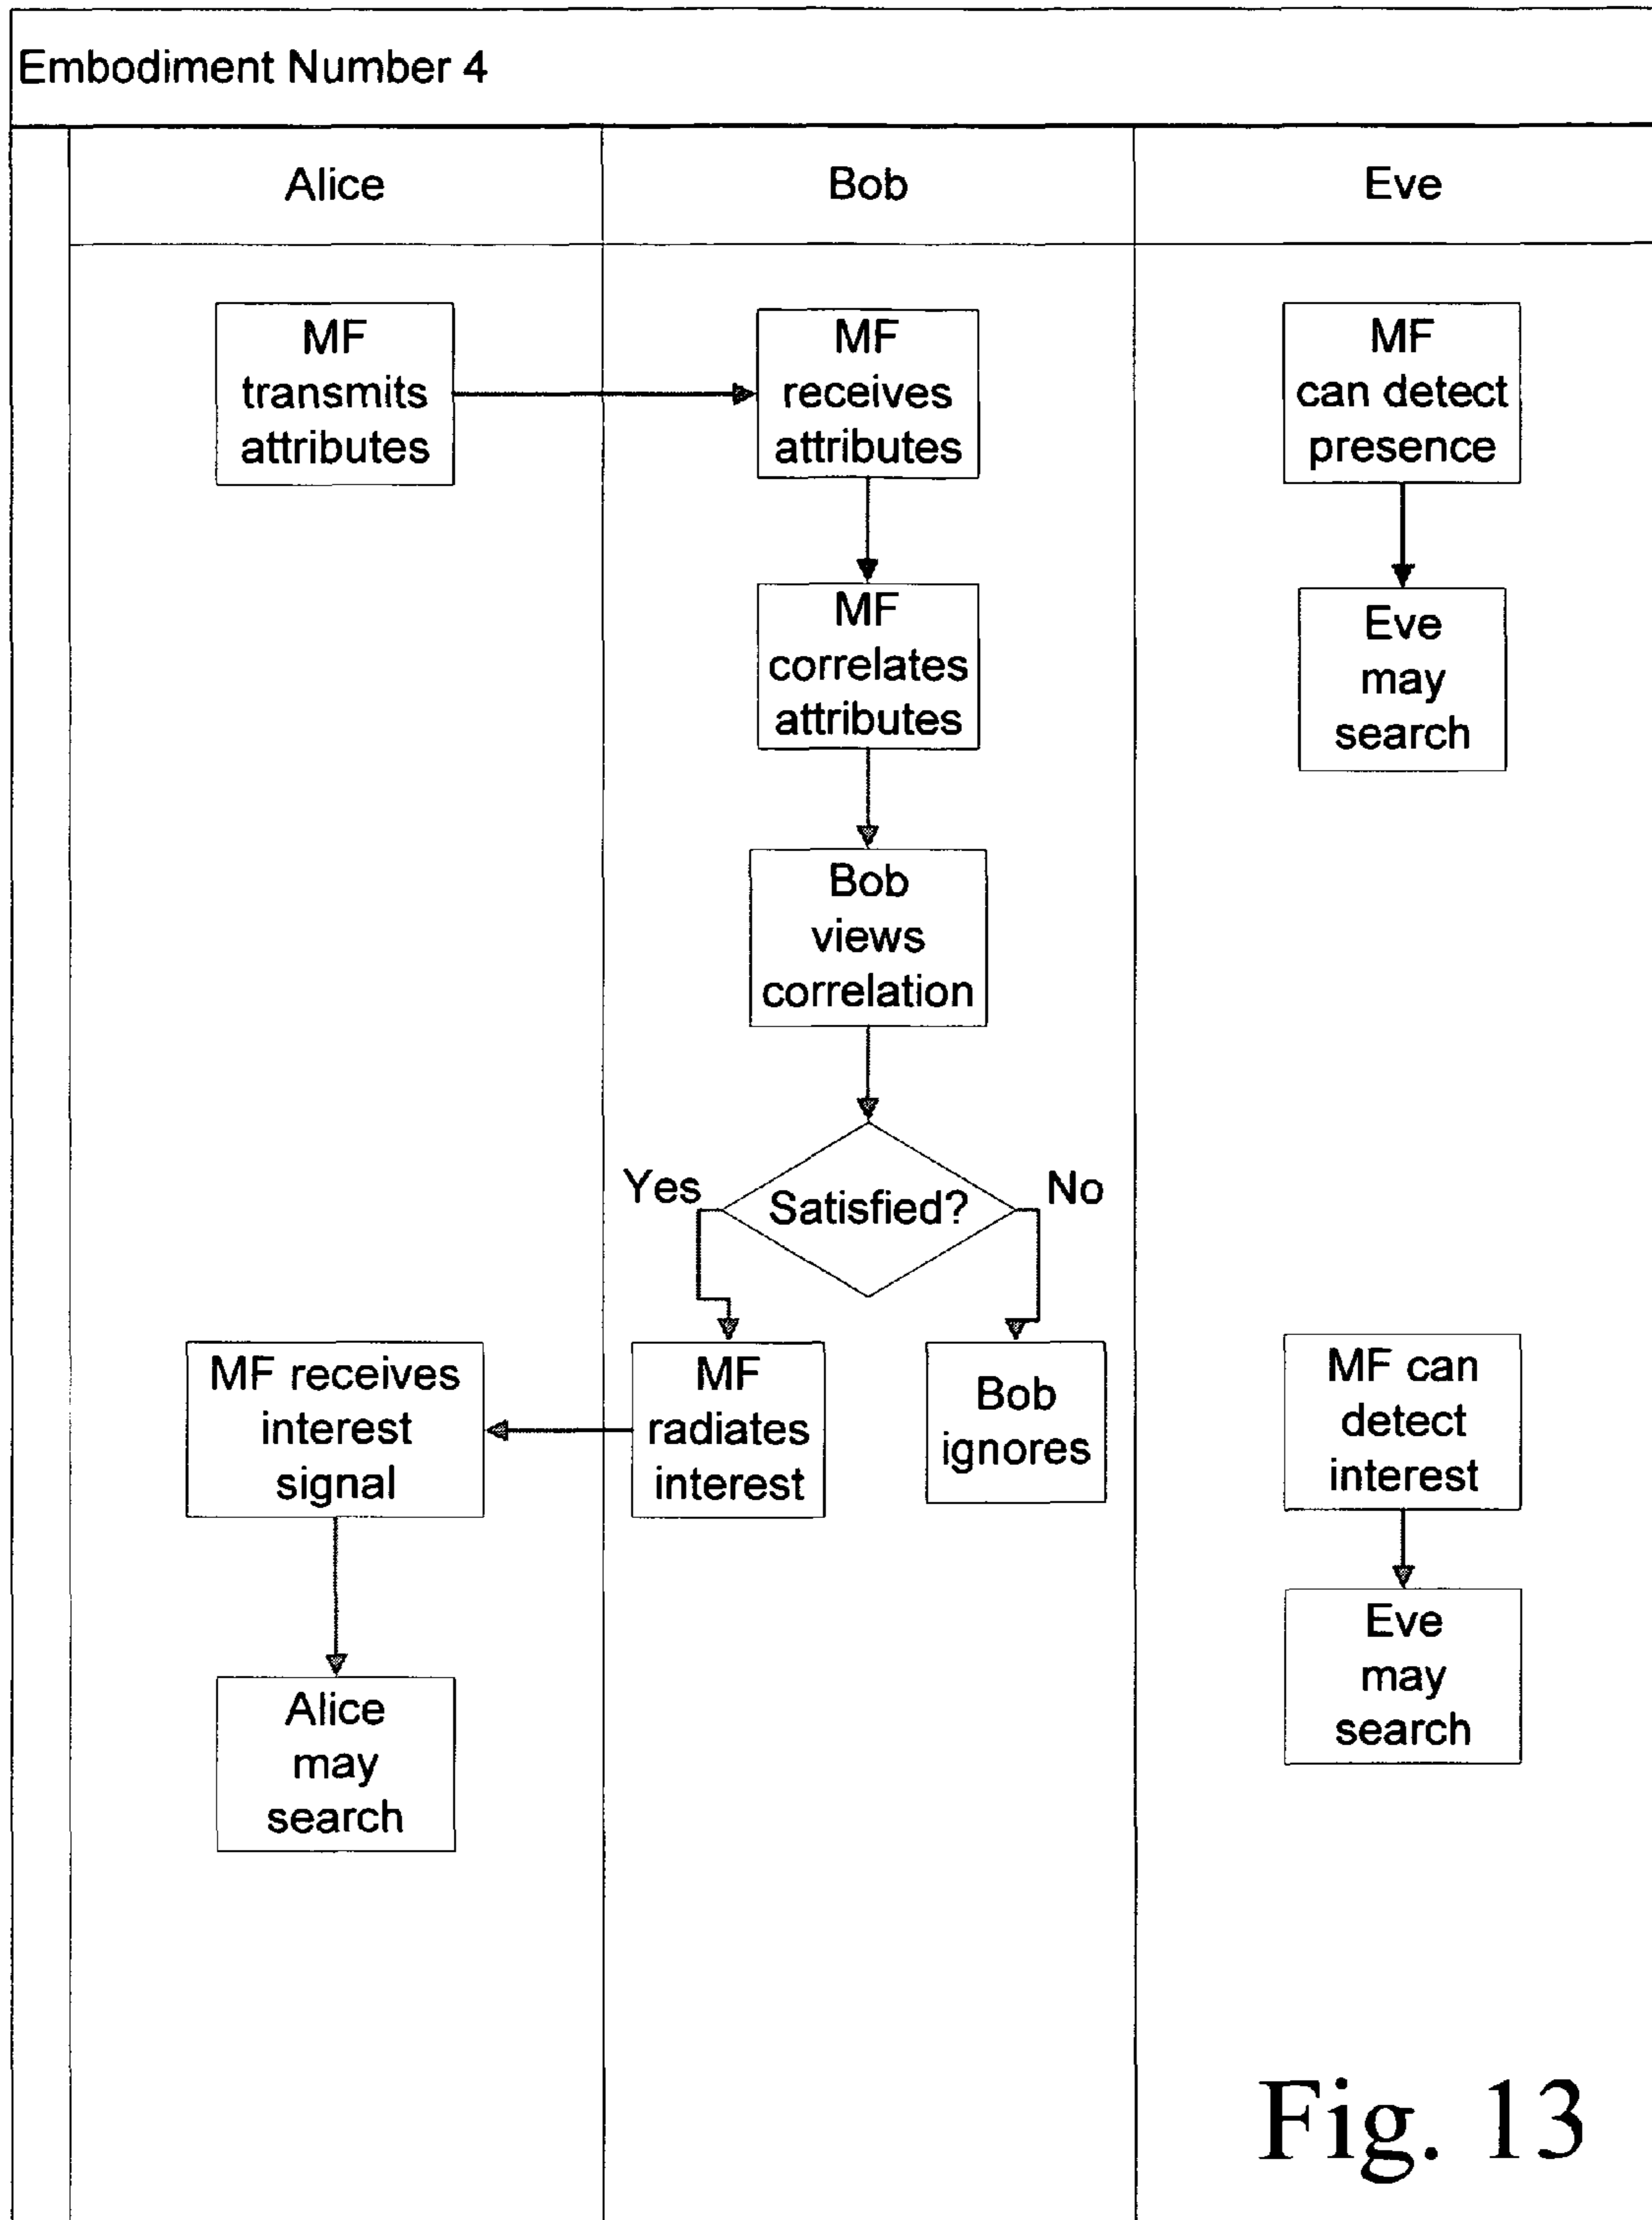 Embodiment Number 4
Alice
Bob
Eve
MF
transmits
attributes
MF
receives
attributes
MF
can detect
presence
MF
correlates
attributes
Eve
may
search
Bob
views
correlation
Yes
Satisfied?
No
MF receives
interest
signal
MF
radiates
interest
Bob
ignores
MF can
detect
interest
Alice
may
search
Eve
may
search
Fig. 13